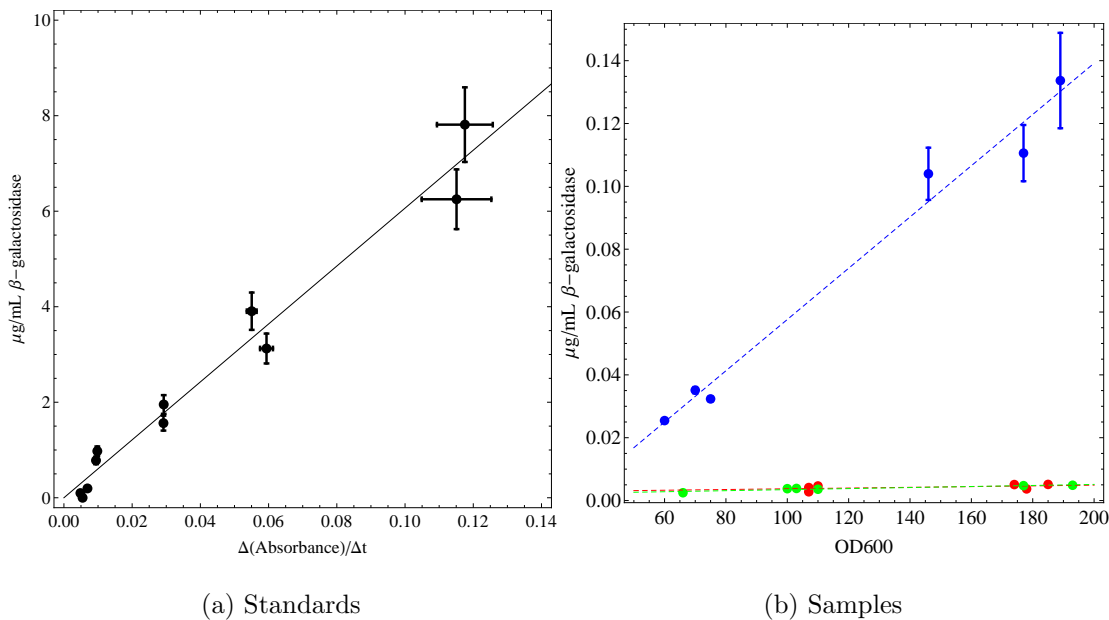 10
8
6
4
2
0
μg/mL β−galactosidase
0.00 0.02 0.04 0.06 0.08 0.10 0.12 0.14
Δ(Absorbance)/Δt
(a) Standards
0.14
0.12
0.10
0.08
0.06
0.04
0.02
0.00
μg/mL β−galactosidase
60 80 100 120 140 160 180 200
OD600
(b) Samples